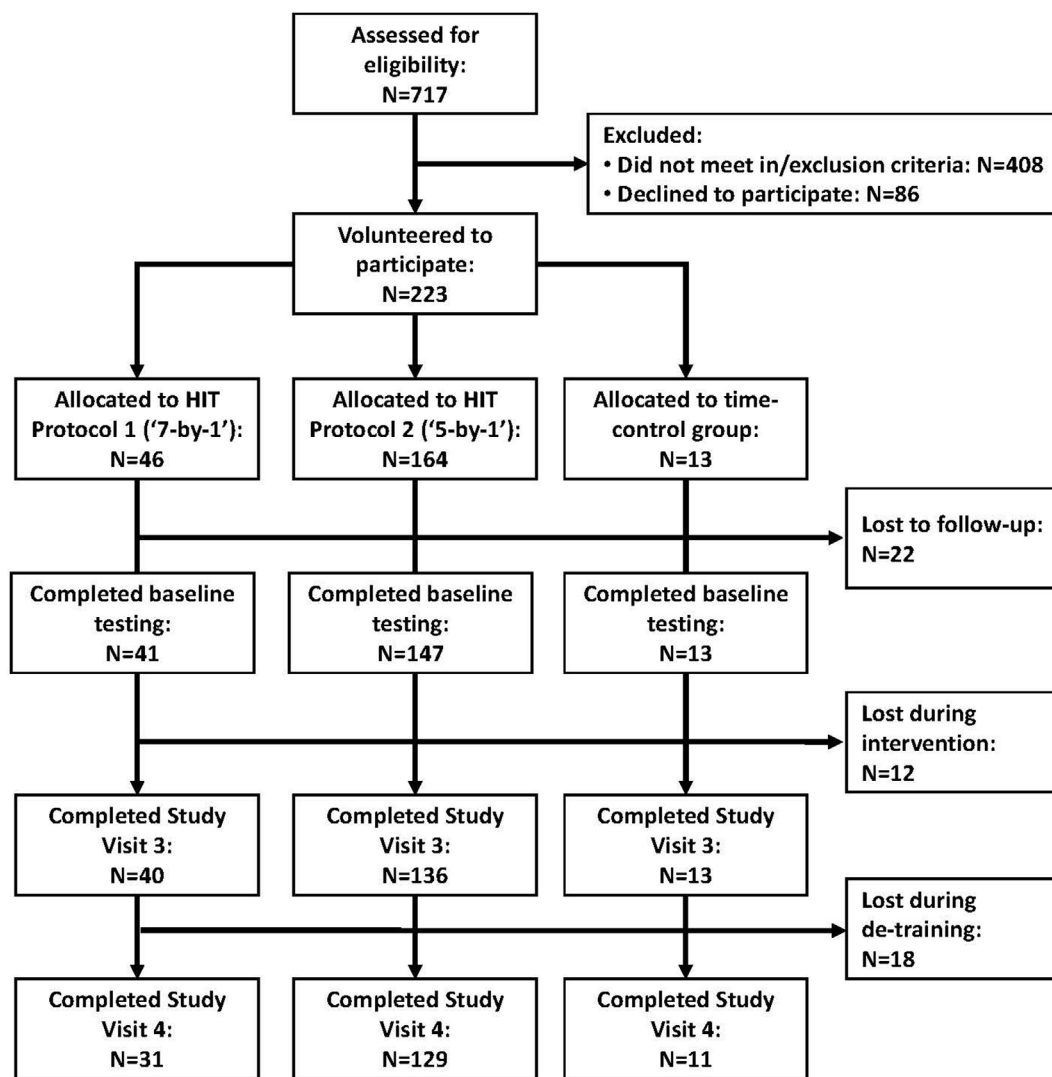 Assessed for
eligibility:
N=717
Excluded:
• Did not meet in/exclusion criteria: N=408
• Declined to participate: N=86
Volunteered to
participate:
N=223
Allocated to HIT
Protocol 1 (‘7-by-1’):
N=46
Allocated to HIT
Protocol 2 (‘5-by-1’):
N=164
Allocated to time-
control group:
N=13
Lost to follow-up:
N=22
Completed baseline
testing:
N=41
Completed baseline
testing:
N=147
Completed baseline
testing:
N=13
Lost during
intervention:
N=12
Completed Study
Visit 3:
N=40
Completed Study
Visit 3:
N=136
Completed Study
Visit 3:
N=13
Lost during
de-training:
N=18
Completed Study
Visit 4:
N=31
Completed Study
Visit 4:
N=129
Completed Study
Visit 4:
N=11